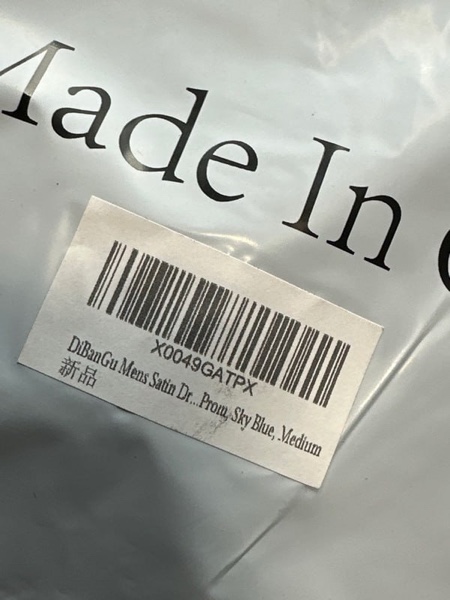 Made In
X0049GATPX
DiBanGu Mens Satin Dr...Prom, Sky Blue, Medium
新品